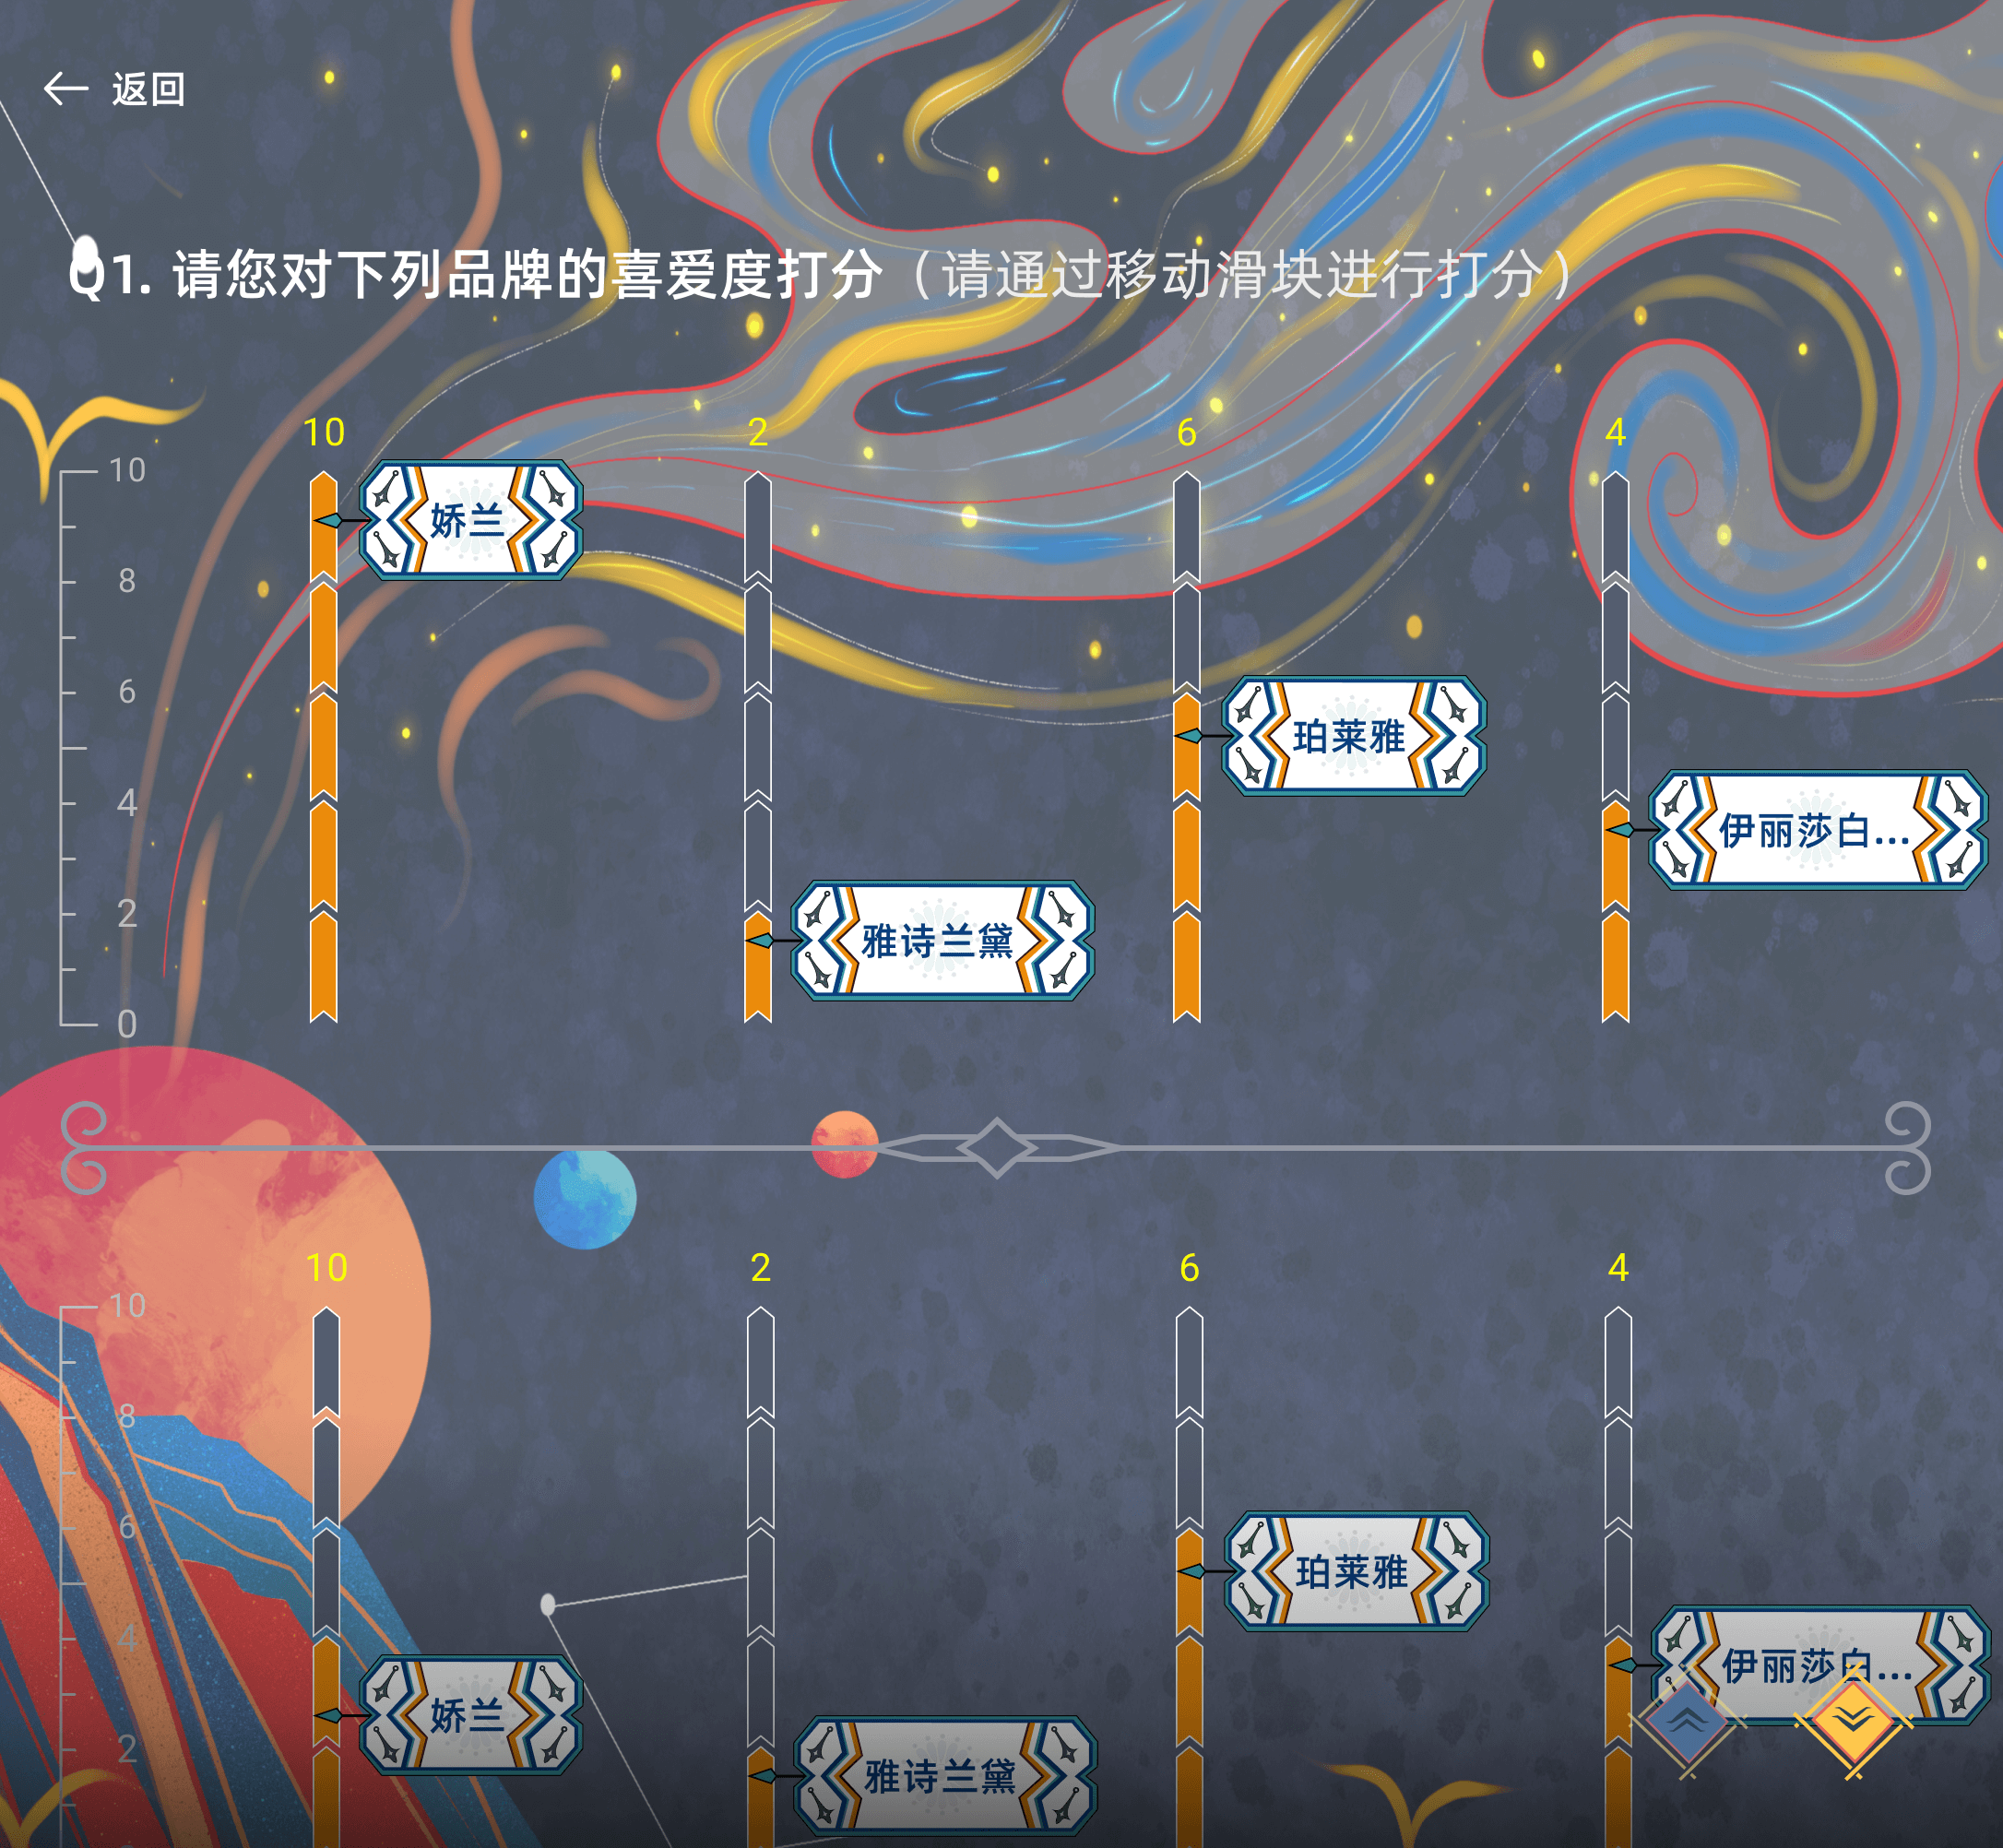 返回
Q1. 请您对下列品牌的喜爱度打分（请通过移动滑块进行打分）
10 2 6 4
10
8
6
4
2
0
娇兰
珀莱雅
伊丽莎白...
雅诗兰黛
10 2 6 4
10
8
6
4
2
珀莱雅
伊丽莎白...
娇兰
雅诗兰黛